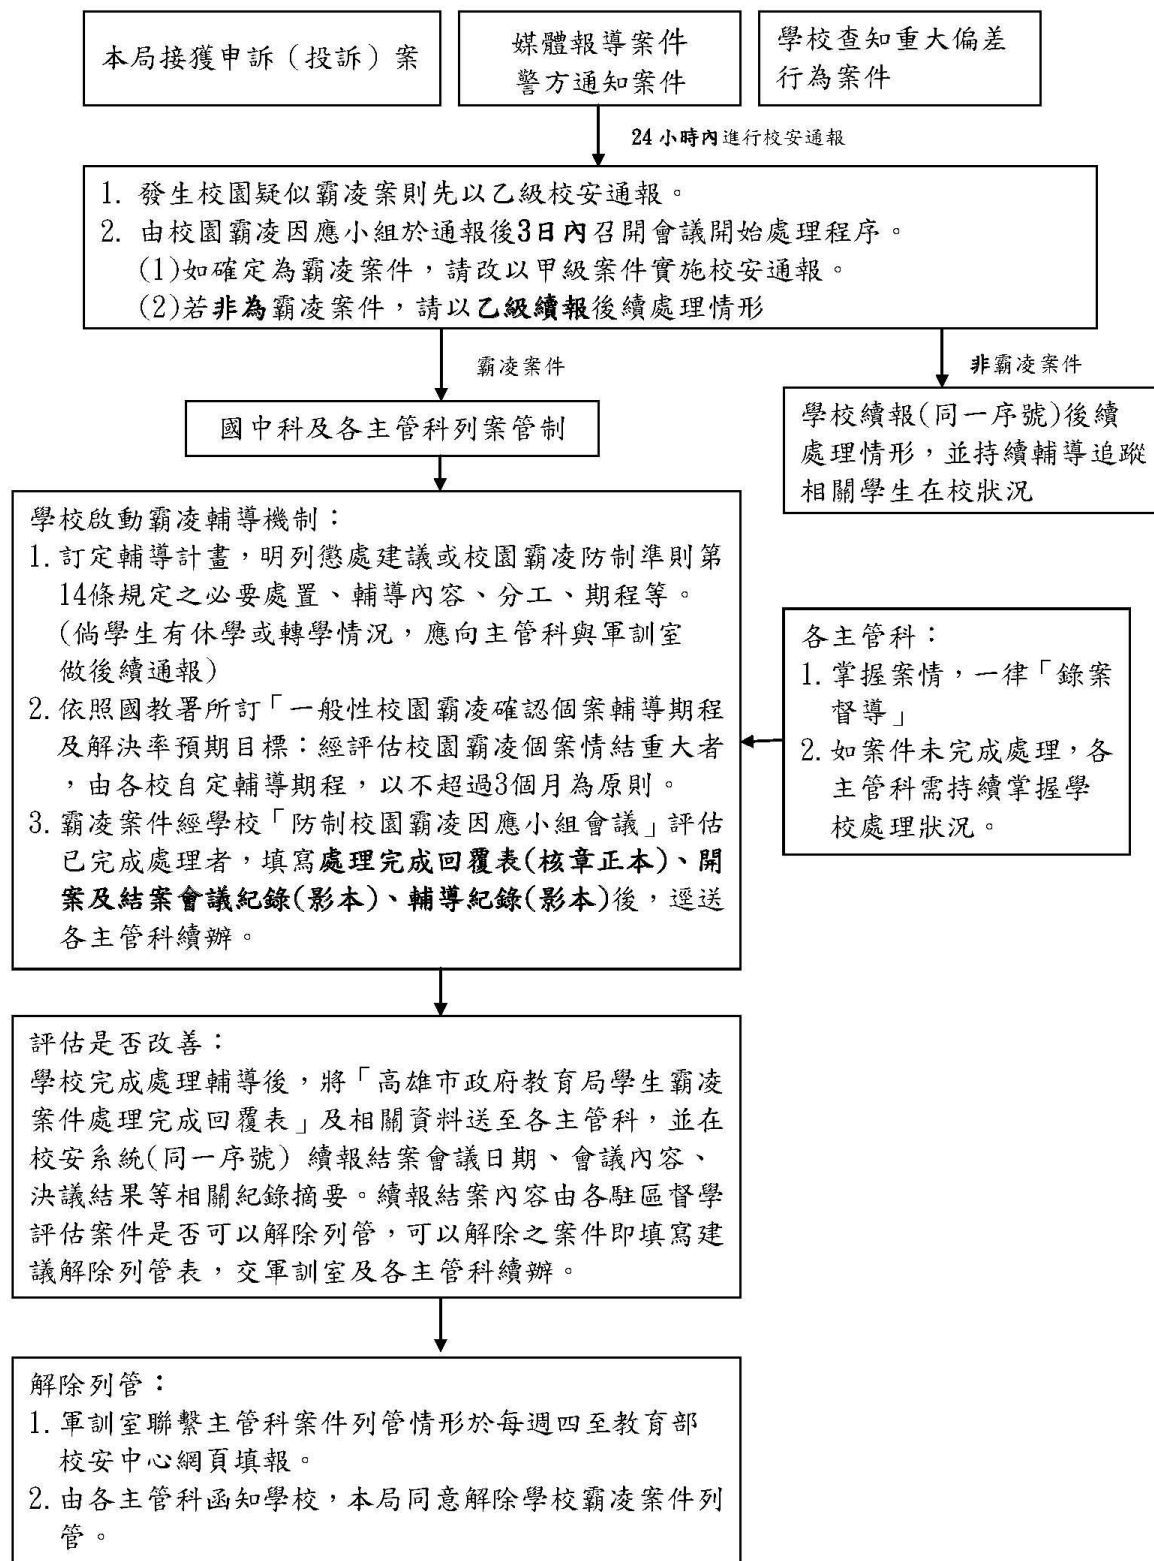 本局接獲申訴（投訴）案
媒體報導案件
警方通知案件
學校查知重大偏差
行為案件
24 小時內進行校安通報
1. 發生校園疑似霸凌案則先以乙級校安通報。
2. 由校園霸凌因應小組於通報後3日內召開會議開始處理程序。
(1)如確定為霸凌案件，請改以甲級案件實施校安通報。
(2)若非為霸凌案件，請以乙級續報後續處理情形
霸凌案件
非霸凌案件
國中科及各主管科列案管制
學校續報(同一序號)後續
處理情形，並持續輔導追蹤
相關學生在校狀況
學校啟動霸凌輔導機制：
1. 訂定輔導計畫，明列懲處建議或校園霸凌防制準則第
14條規定之必要處置、輔導內容、分工、期程等。
(倘學生有休學或轉學情況，應向主管科與軍訓室
做後續通報)
2. 依照國教署所訂「一般性校園霸凌確認個案輔導期程
及解決率預期目標：經評估校園霸凌個案情結重大者
，由各校自定輔導期程，以不超過3個月為原則。
3. 霸凌案件經學校「防制校園霸凌因應小組會議」評估
已完成處理者，填寫處理完成回覆表(核章正本)、開
案及結案會議紀錄(影本)、輔導紀錄(影本)後，逕送
各主管科續辦。
各主管科：
1. 掌握案情，一律「錄案
督導」
2. 如案件未完成處理，各
主管科需持續掌握學
校處理狀況。
評估是否改善：
學校完成處理輔導後，將「高雄市政府教育局學生霸凌
案件處理完成回覆表」及相關資料送至各主管科，並在
校安系統(同一序號) 續報結案會議日期、會議內容、
決議結果等相關紀錄摘要。續報結案內容由各駐區督學
評估案件是否可以解除列管，可以解除之案件即填寫建
議解除列管表，交軍訓室及各主管科續辦。
解除列管：
1. 軍訓室聯繫主管科案件列管情形於每週四至教育部
校安中心網頁填報。
2. 由各主管科函知學校，本局同意解除學校霸凌案件列
管。